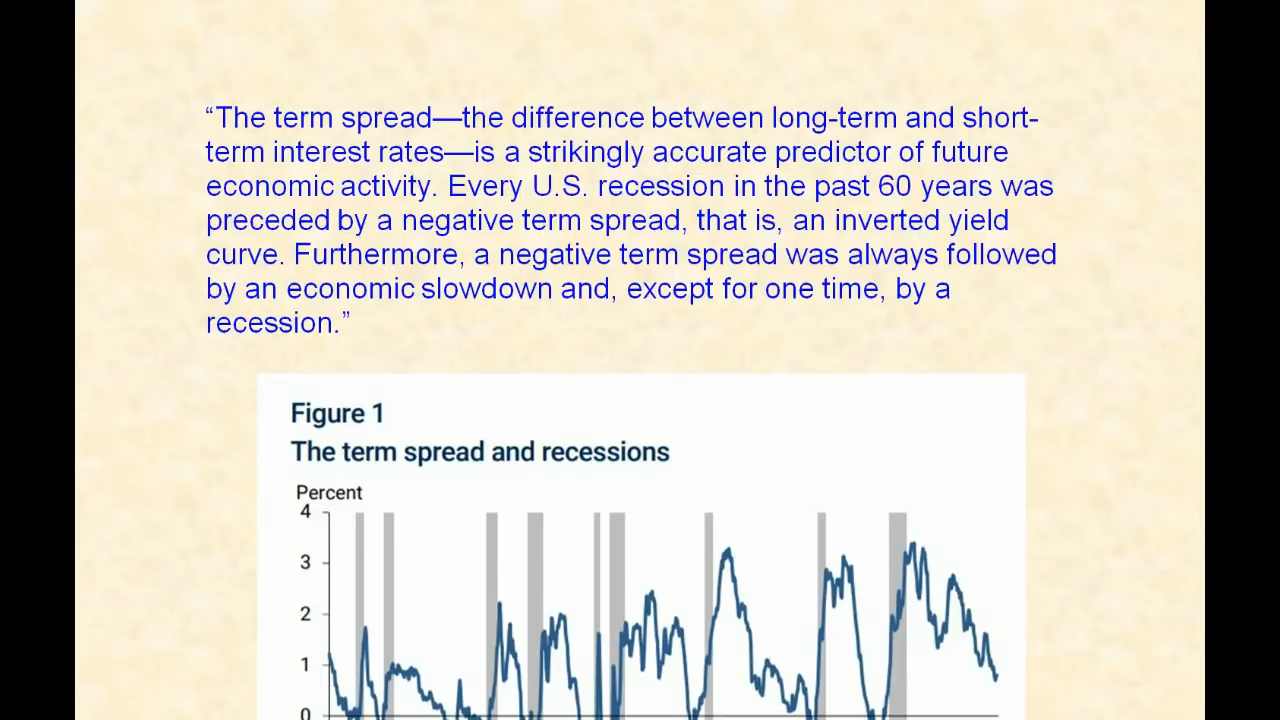 “The term spread—the difference between long-term and short-
term interest rates—is a strikingly accurate predictor of future
economic activity. Every U.S. recession in the past 60 years was
preceded by a negative term spread, that is, an inverted yield
curve. Furthermore, a negative term spread was always followed
by an economic slowdown and, except for one time, by a
recession.”
Figure 1
The term spread and recessions
Percent
4
3
2
1
0